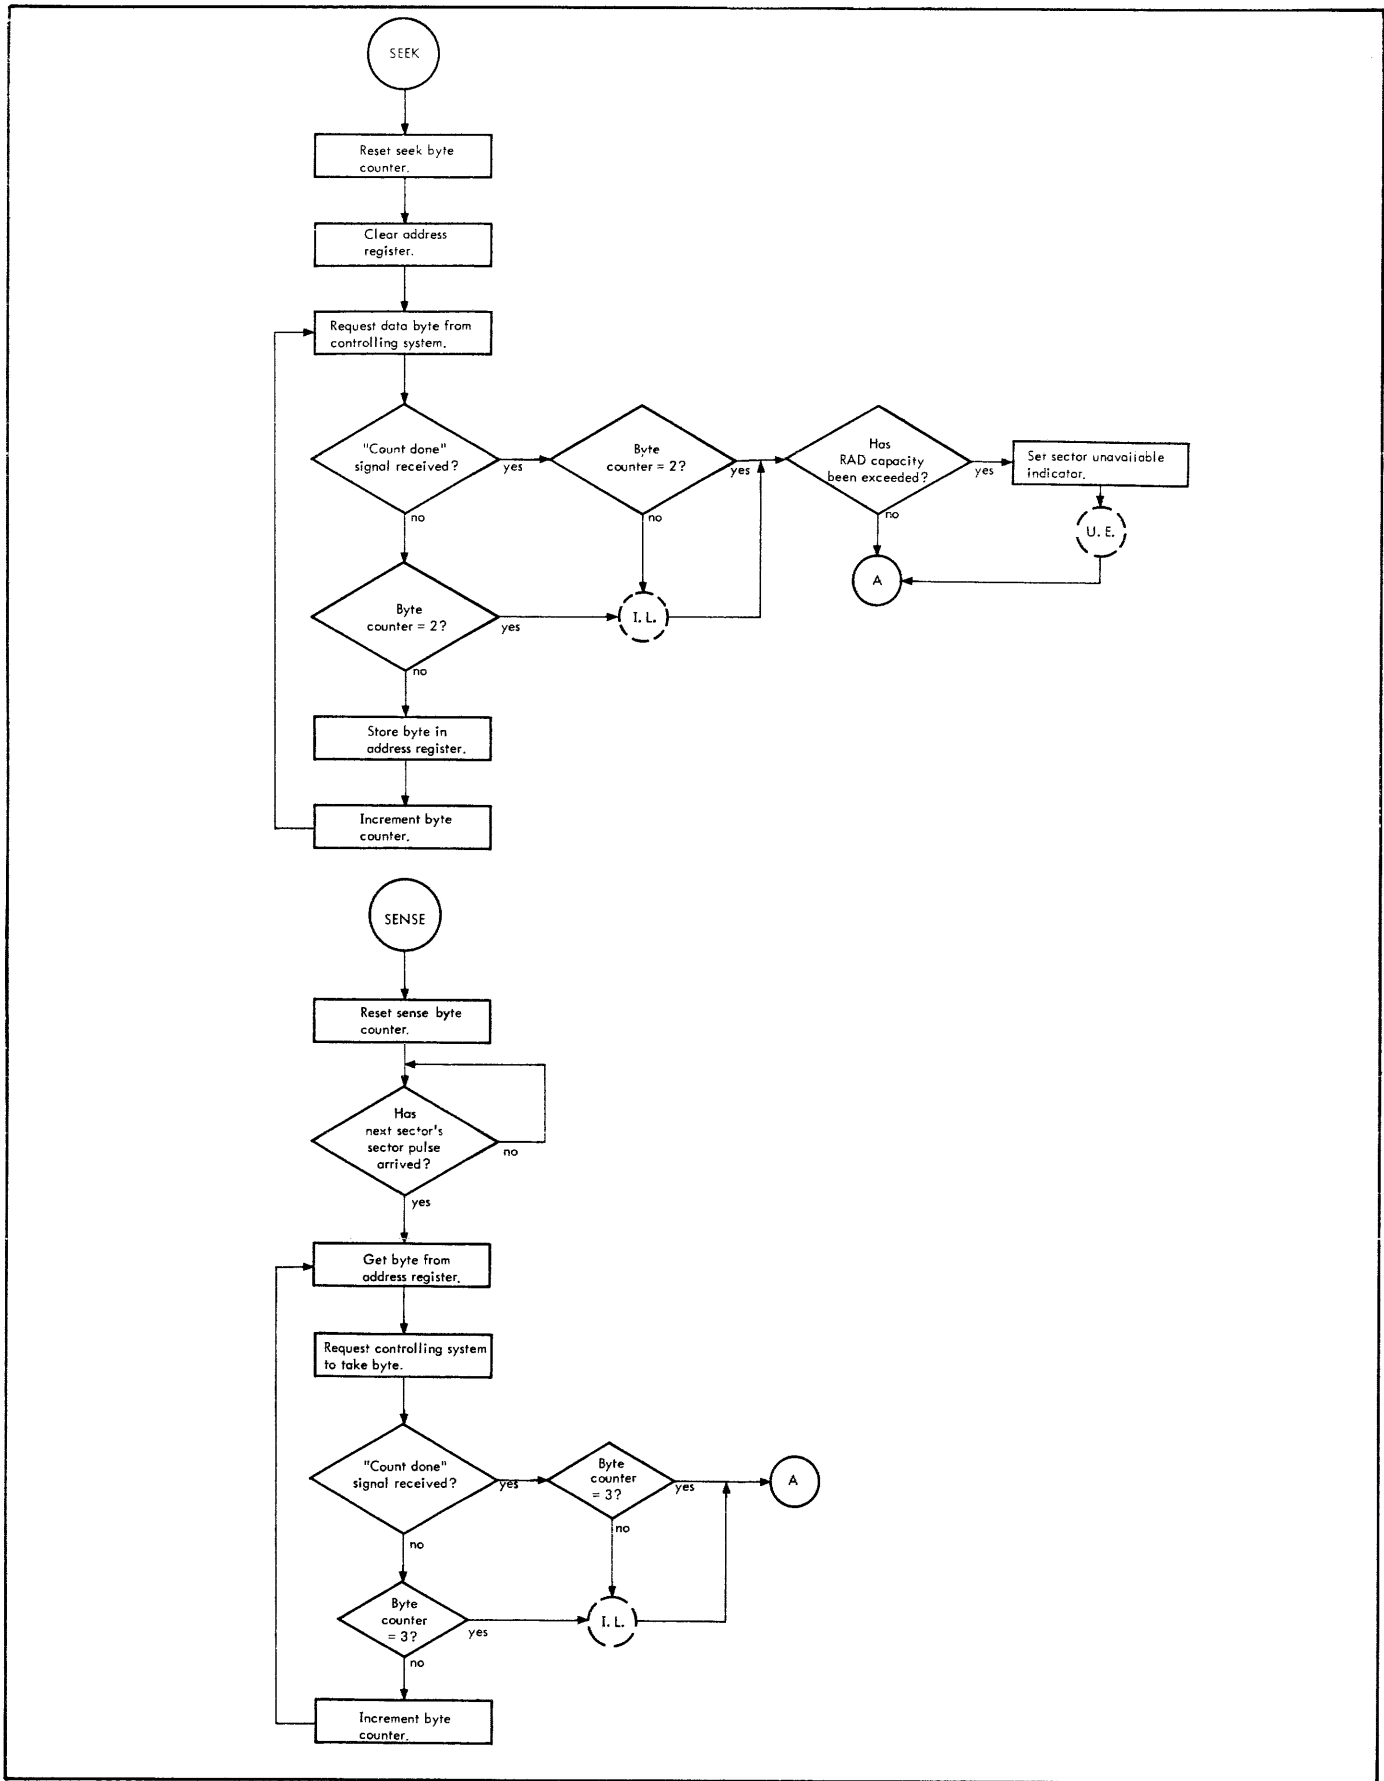 SEEK
Reset seek byte
counter.
Clear address
register.
Request data byte from
controlling system.
"Count done"
signal received?
yes
no
Byte
counter = 2?
yes
no
Has
RAD capacity
been exceeded?
yes
no
Set sector unavailable
indicator.
U. E.
A
Byte
counter = 2?
yes
no
I. L.
Store byte in
address register.
Increment byte
counter.
SENSE
Reset sense byte
counter.
Has
next sector's
sector pulse
arrived?
no
yes
Get byte from
address register.
Request controlling system
to take byte.
"Count done"
signal received?
yes
no
Byte
counter
= 3?
yes
no
A
Byte
counter
= 3?
yes
no
I. L.
Increment byte
counter.